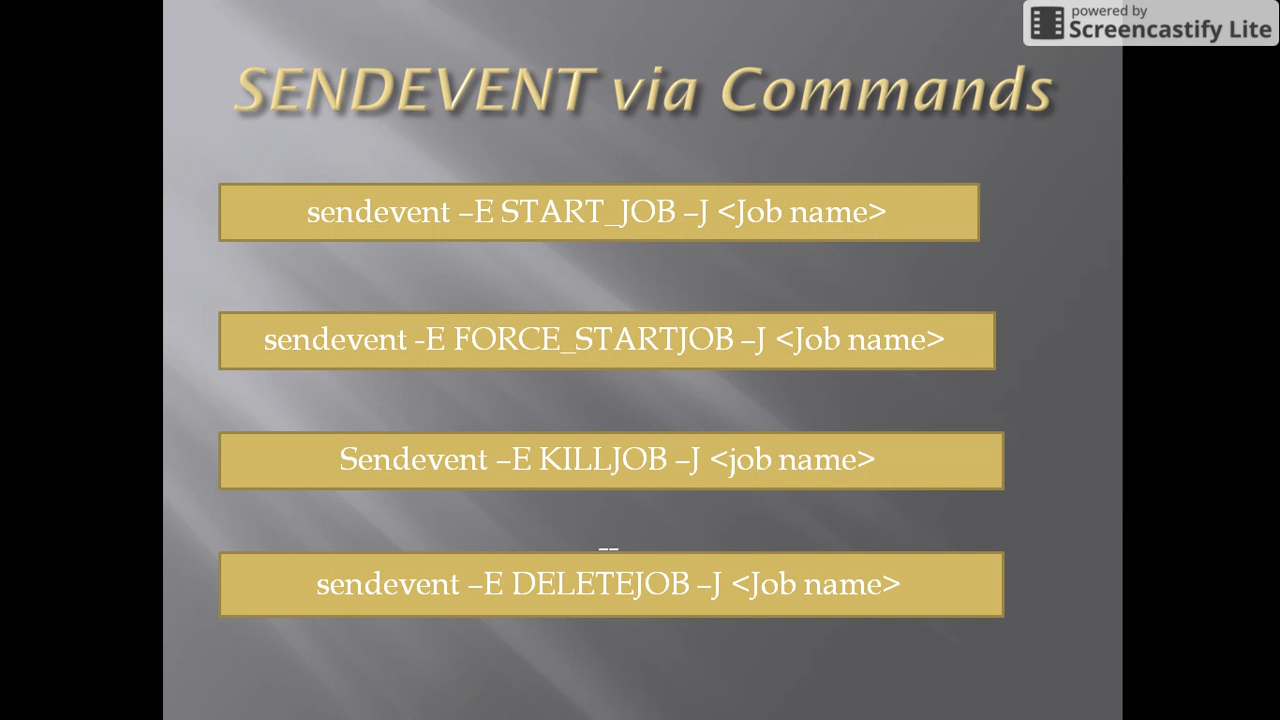 powered by
Screencastify Lite
SENDEVENT via Commands
sendevent –E START_JOB –J <Job name>
sendevent -E FORCE_STARTJOB –J <Job name>
Sendevent –E KILLJOB –J <job name>
--
sendevent –E DELETEJOB –J <Job name>